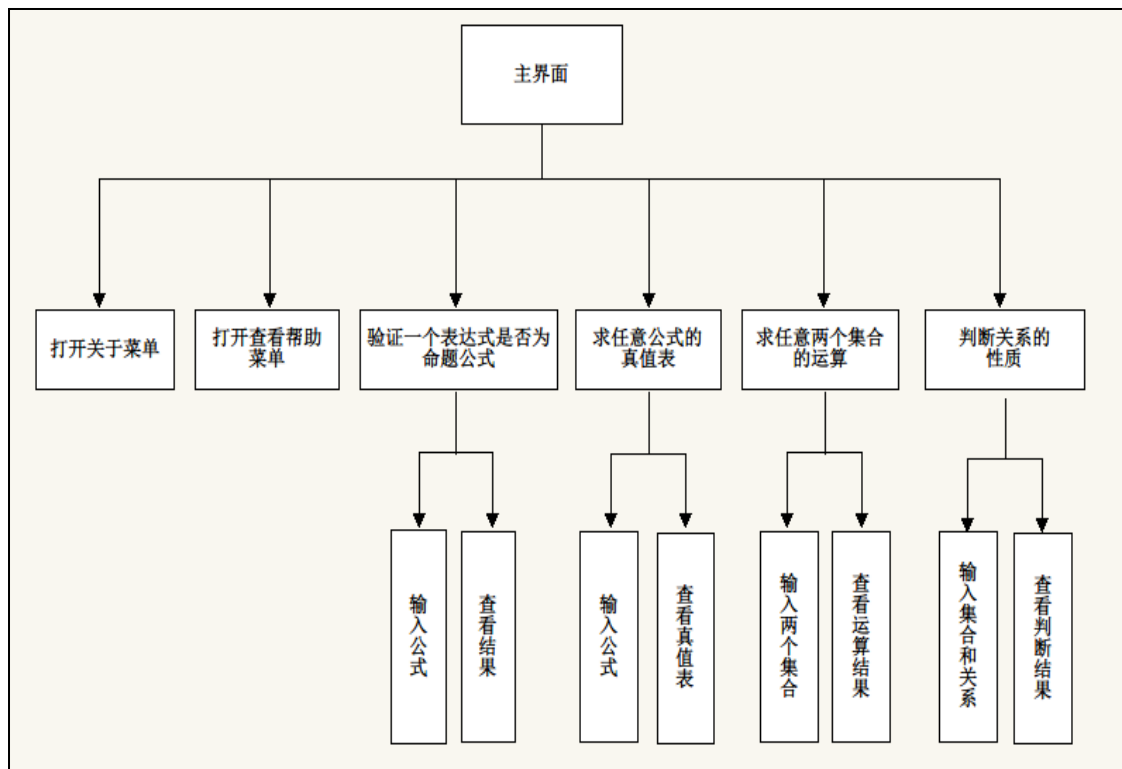 主界面
打开关于菜单
打开查看帮助
菜单
验证一个表达式是否为
命题公式
求任意公式的
真值表
求任意两个集合
的运算
判断关系的
性质
输入公式
查看结果
输入公式
查看真值表
输入两个集合
查看运算结果
输入集合和关系
查看判断结果